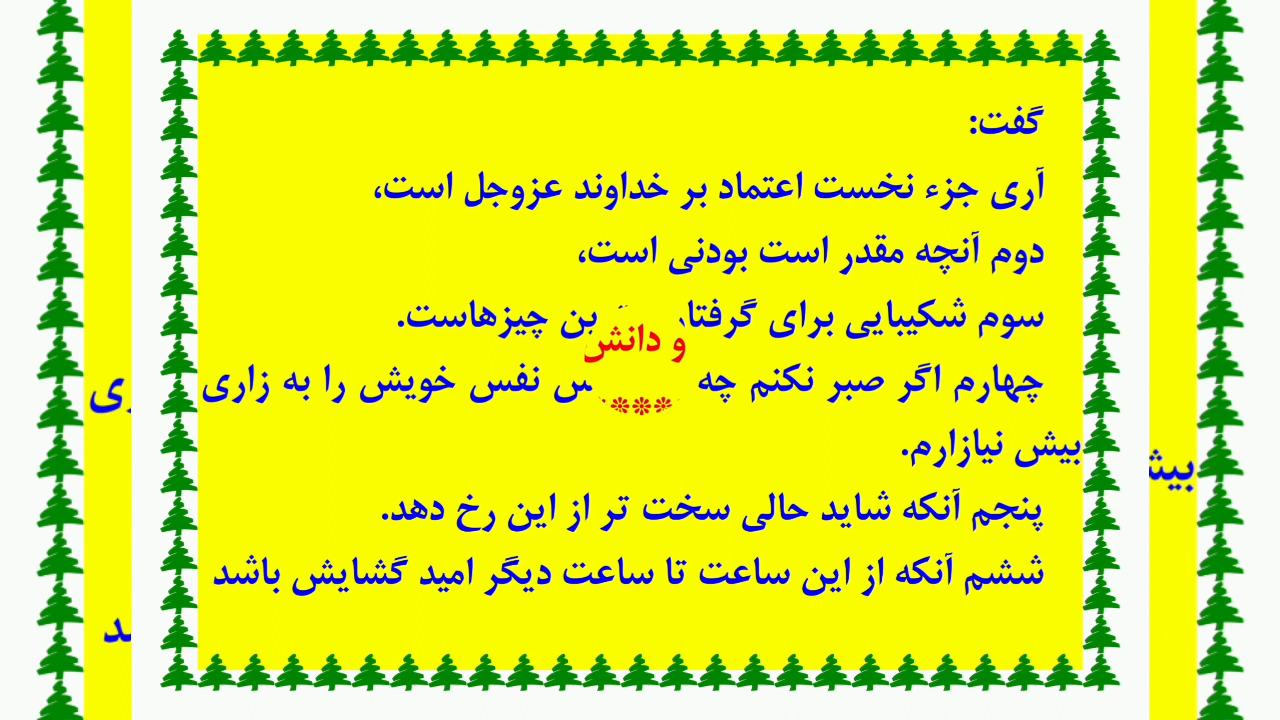 گفت:
آری جزء نخست اعتماد بر خداوند عزوجل است،
دوم آنچه مقدر است بودنی است،
سوم شکیبایی برای چیزهاست.
و دانش
چهارم اگر صبر نکنم چه نفس خویش را به زاری
بیش نیازارم.
پنجم آنکه شاید حالی سخت تر از این رخ دهد.
ششم آنکه از این ساعت تا ساعت دیگر امید گشایش باشد